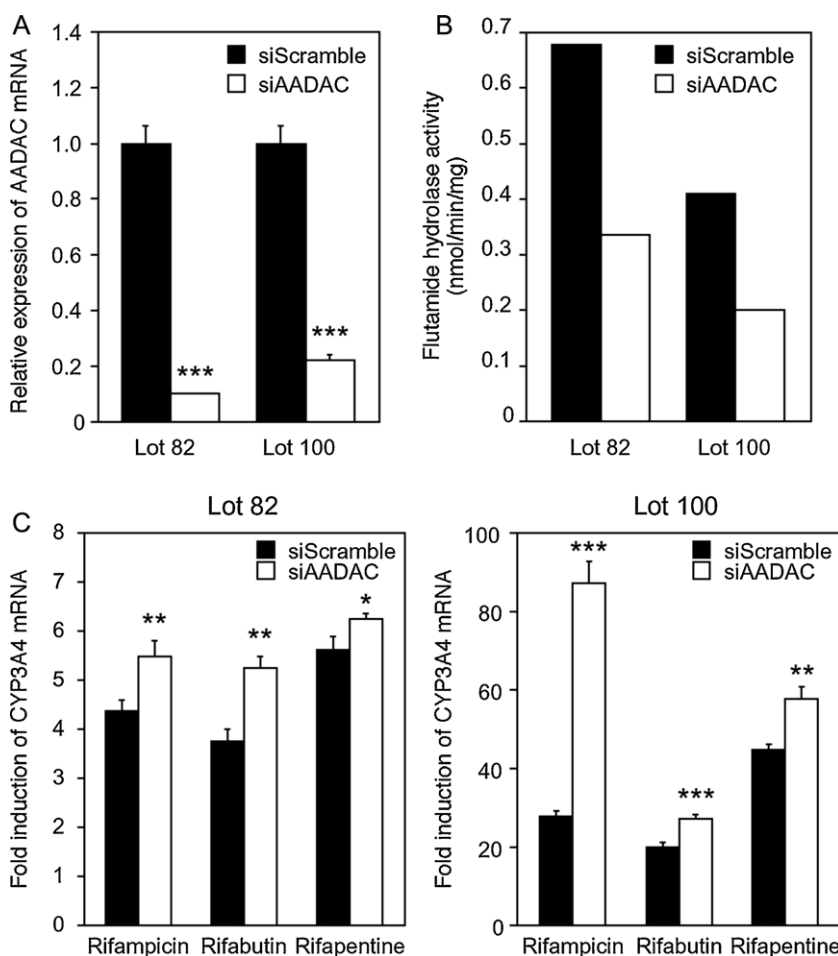 A
Relative expression of AADAC mRNA
1.4
1.2
1.0
0.8
0.6
0.4
0.2
0
siScramble
siAADAC
***
***
Lot 82
Lot 100
B
Flutamide hydrolase activity
(nmol/min/mg)
0.7
0.6
0.5
0.4
0.3
0.2
0.1
0
siScramble
siAADAC
Lot 82
Lot 100
C
Lot 82
Fold induction of CYP3A4 mRNA
8
7
6
5
4
3
2
1
0
siScramble
siAADAC
**
**
*
Rifampicin
Rifabutin
Rifapentine
Lot 100
Fold induction of CYP3A4 mRNA
100
80
60
40
20
0
siScramble
siAADAC
***
***
**
Rifampicin
Rifabutin
Rifapentine